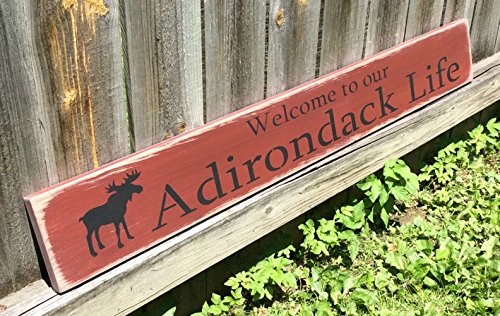 Welcome to our
Adirondack Life